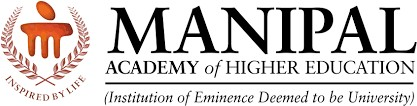 INSPIRED BY LIFE
MANIPAL
ACADEMY of HIGHER EDUCATION
(Institution of Eminence Deemed to be University)